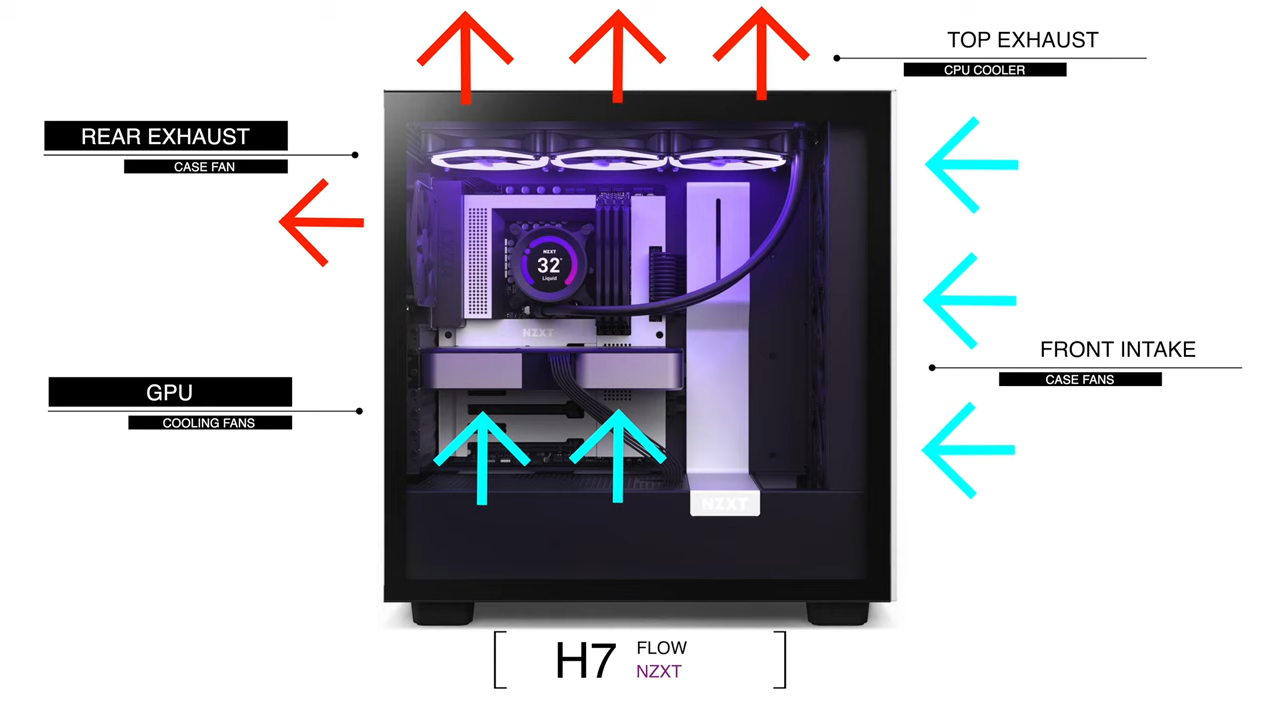 TOP EXHAUST
CPU COOLER
REAR EXHAUST
CASE FAN
NZXT
32°
Liquid
NZXT
FRONT INTAKE
CASE FANS
GPU
COOLING FANS
NZXT
H7
FLOW
NZXT